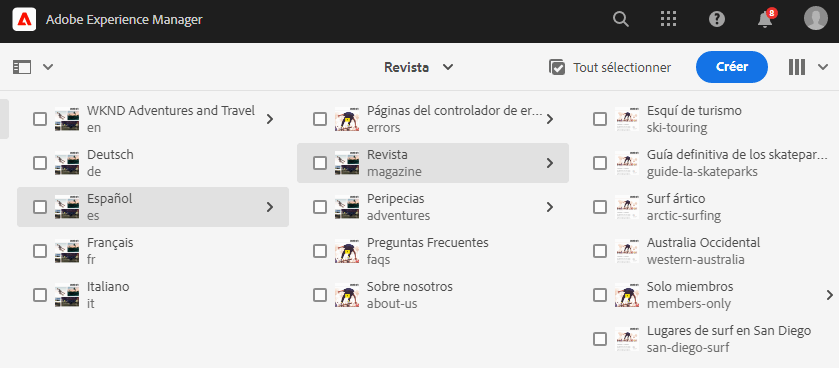 Adobe Experience Manager
8
Revista
Tout sélectionner
Créer
WKND Adventures and Travel
en
Deutsch
de
Español
es
Français
fr
Italiano
it
Páginas del controlador de er...
errors
Revista
magazine
Peripecias
adventures
Preguntas Frecuentes
faqs
Sobre nosotros
about-us
Esquí de turismo
ski-touring
Guía definitiva de los skatepar...
guide-la-skateparks
Surf ártico
arctic-surfing
Australia Occidental
western-australia
Solo miembros
members-only
Lugares de surf en San Diego
san-diego-surf